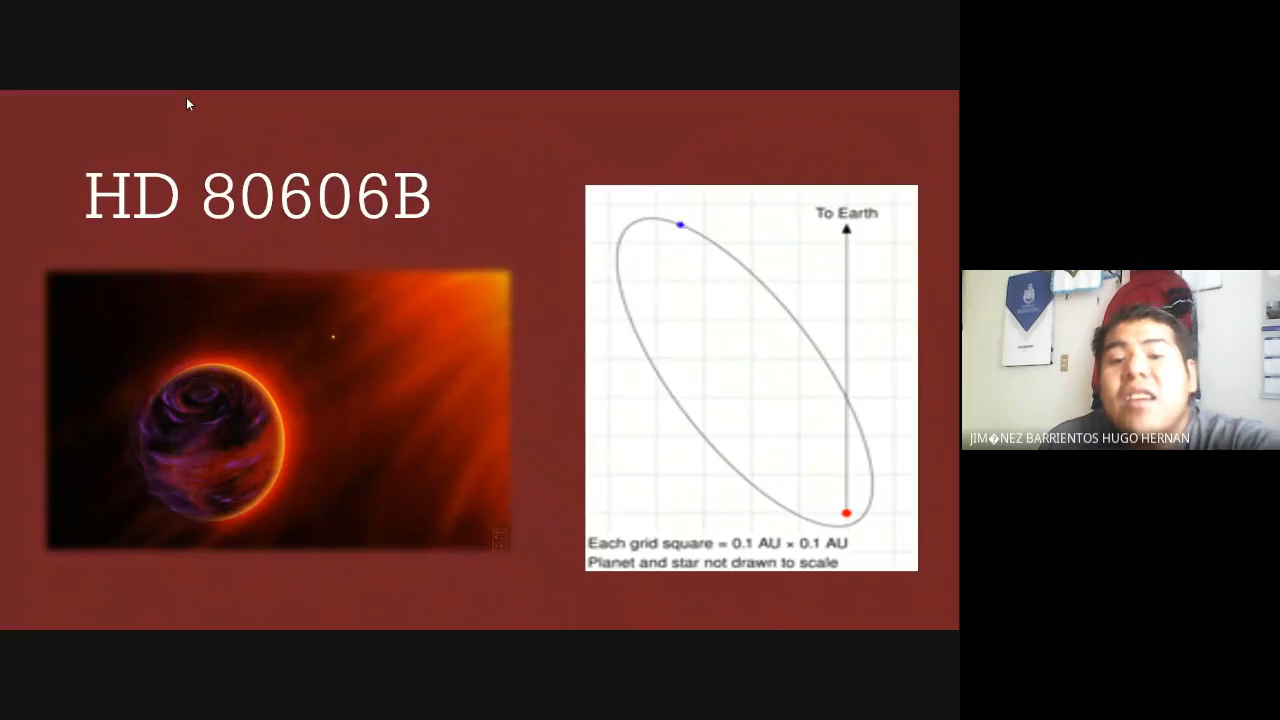 HD 80606B
To Earth
Each grid square = 0.1 AU × 0.1 AU
Planet and star not drawn to scale
JIM�NEZ BARRIENTOS HUGO HERNAN